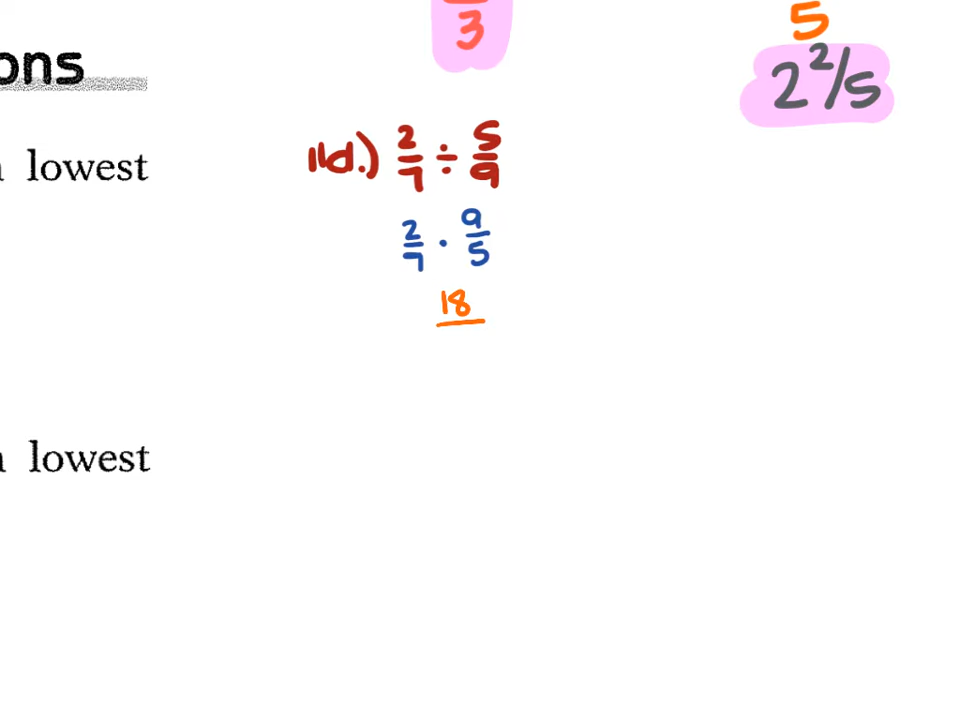 3
5
2 2/5
ons
lowest
11d.) 2/7 ÷ 5/9
2/7 · 9/5
18
lowest